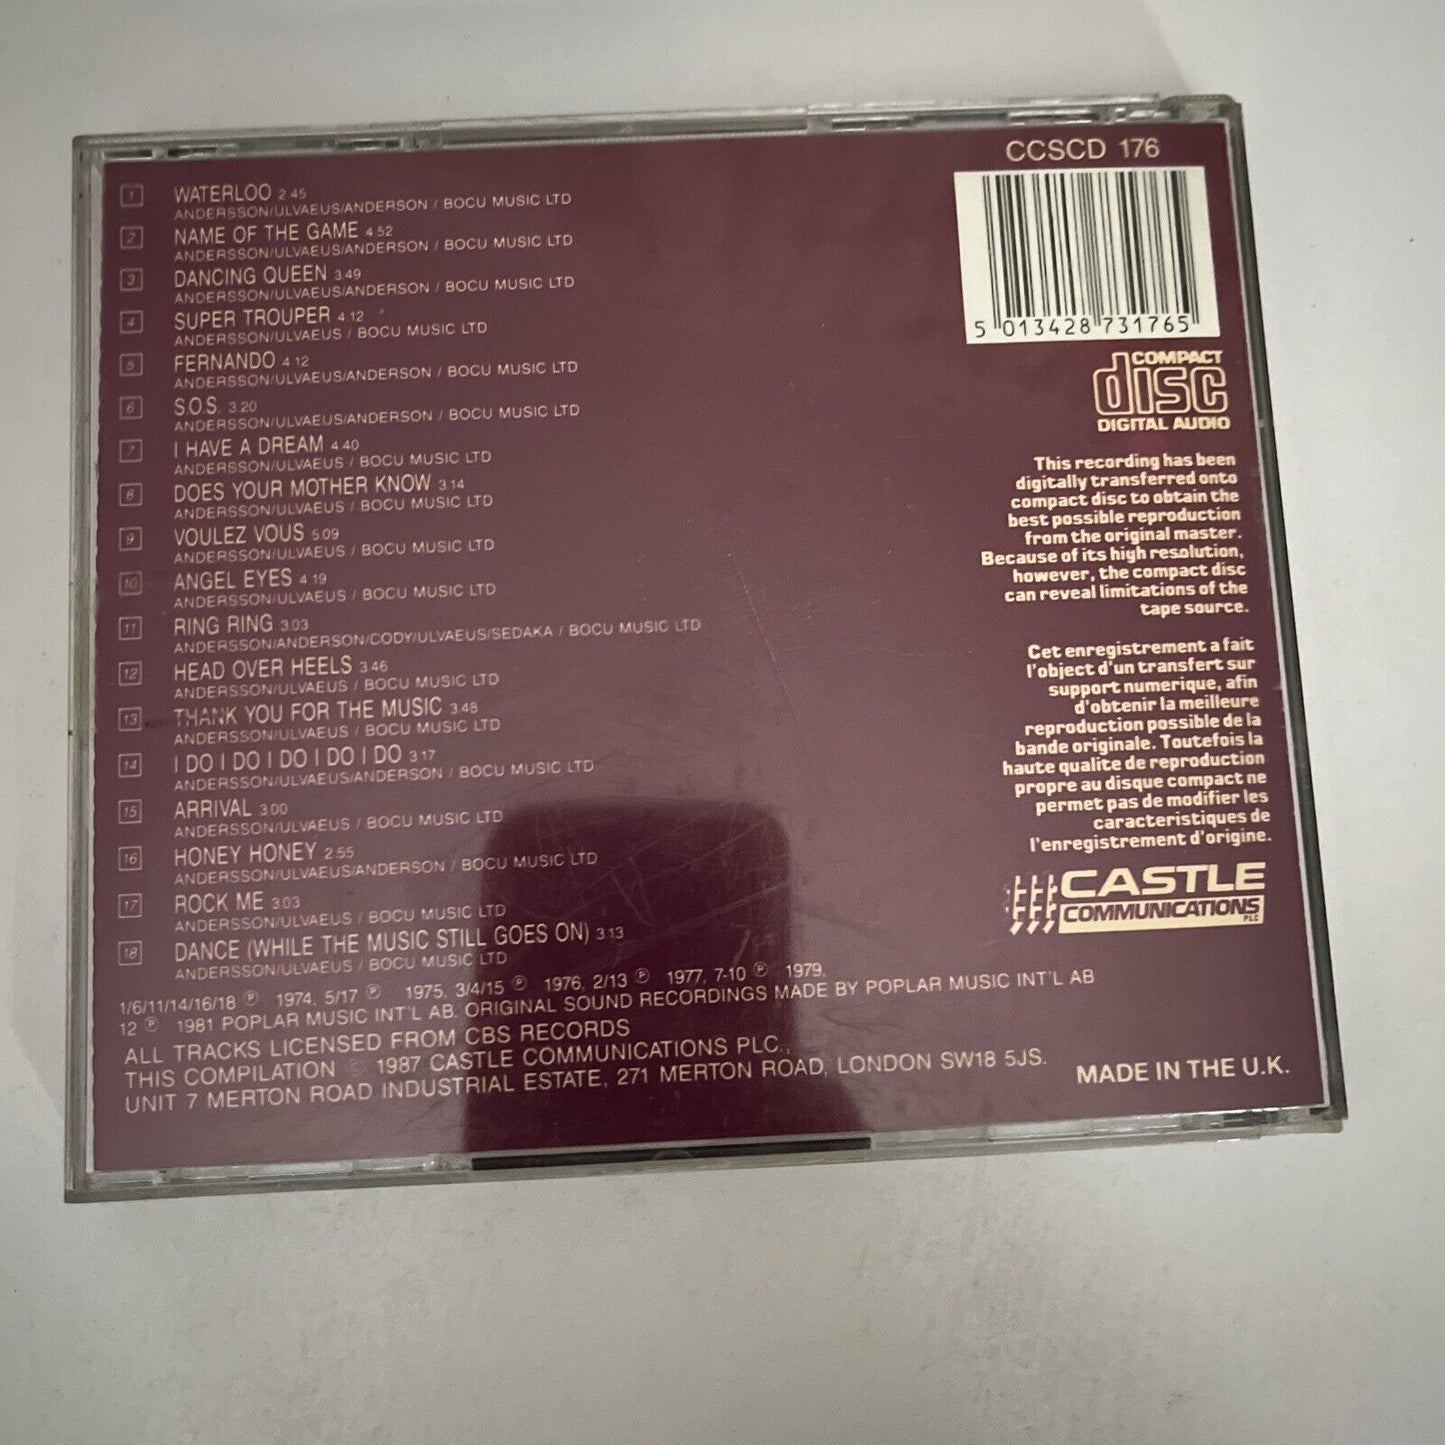 CCSCD 176
1 WATERLOO 2.45
ANDERSSON/ULVAEUS/ANDERSON / BOCU MUSIC LTD
2 NAME OF THE GAME 4.52
ANDERSSON/ULVAEUS/ANDERSON / BOCU MUSIC LTD
3 DANCING QUEEN 3.49
ANDERSSON/ULVAEUS/ANDERSON / BOCU MUSIC LTD
4 SUPER TROUPER 4.12
ANDERSSON/ULVAEUS / BOCU MUSIC LTD
5 FERNANDO 4.12
ANDERSSON/ULVAEUS/ANDERSON / BOCU MUSIC LTD
6 S.O.S. 3.20
ANDERSSON/ULVAEUS/ANDERSON / BOCU MUSIC LTD
7 I HAVE A DREAM 4.40
ANDERSSON/ULVAEUS / BOCU MUSIC LTD
8 DOES YOUR MOTHER KNOW 3.14
ANDERSSON/ULVAEUS / BOCU MUSIC LTD
9 VOULEZ VOUS 5.09
ANDERSSON/ULVAEUS / BOCU MUSIC LTD
10 ANGEL EYES 4.19
ANDERSSON/ULVAEUS / BOCU MUSIC LTD
11 RING RING 3.03
ANDERSSON/ANDERSON/CODY/ULVAEUS/SEDAKA / BOCU MUSIC LTD
12 HEAD OVER HEELS 3.46
ANDERSSON/ULVAEUS / BOCU MUSIC LTD
13 THANK YOU FOR THE MUSIC 3.48
ANDERSSON/ULVAEUS / BOCU MUSIC LTD
14 I DO I DO I DO I DO I DO 3.17
ANDERSSON/ULVAEUS/ANDERSON / BOCU MUSIC LTD
15 ARRIVAL 3.00
ANDERSSON/ULVAEUS / BOCU MUSIC LTD
16 HONEY HONEY 2.55
ANDERSSON/ULVAEUS/ANDERSON / BOCU MUSIC LTD
17 ROCK ME 3.03
ANDERSSON/ULVAEUS / BOCU MUSIC LTD
18 DANCE (WHILE THE MUSIC STILL GOES ON) 3.13
ANDERSSON/ULVAEUS / BOCU MUSIC LTD
1/6/11/14/16/18 ℗ 1974, 5/17 ℗ 1975, 3/4/15 ℗ 1976, 2/13 ℗ 1977, 7-10 ℗ 1979,
12 ℗ 1981 POPLAR MUSIC INT'L AB. ORIGINAL SOUND RECORDINGS MADE BY POPLAR MUSIC INT'L AB
ALL TRACKS LICENSED FROM CBS RECORDS
THIS COMPILATION © 1987 CASTLE COMMUNICATIONS PLC.,
UNIT 7 MERTON ROAD INDUSTRIAL ESTATE, 271 MERTON ROAD, LONDON SW18 5JS.
5 013428 731765
COMPACT
disc
DIGITAL AUDIO
This recording has been
digitally transferred onto
compact disc to obtain the
best possible reproduction
from the original master.
Because of its high resolution,
however, the compact disc
can reveal limitations of the
tape source.
Cet enregistrement a fait
l'object d'un transfert sur
support numerique, afin
d'obtenir la meilleure
reproduction possible de la
bande originale. Toutefois la
haute qualite de reproduction
propre au disque compact ne
permet pas de modifier les
caracteristiques de
l'enregistrement d'origine.
CASTLE
COMMUNICATIONS
PLC
MADE IN THE U.K.